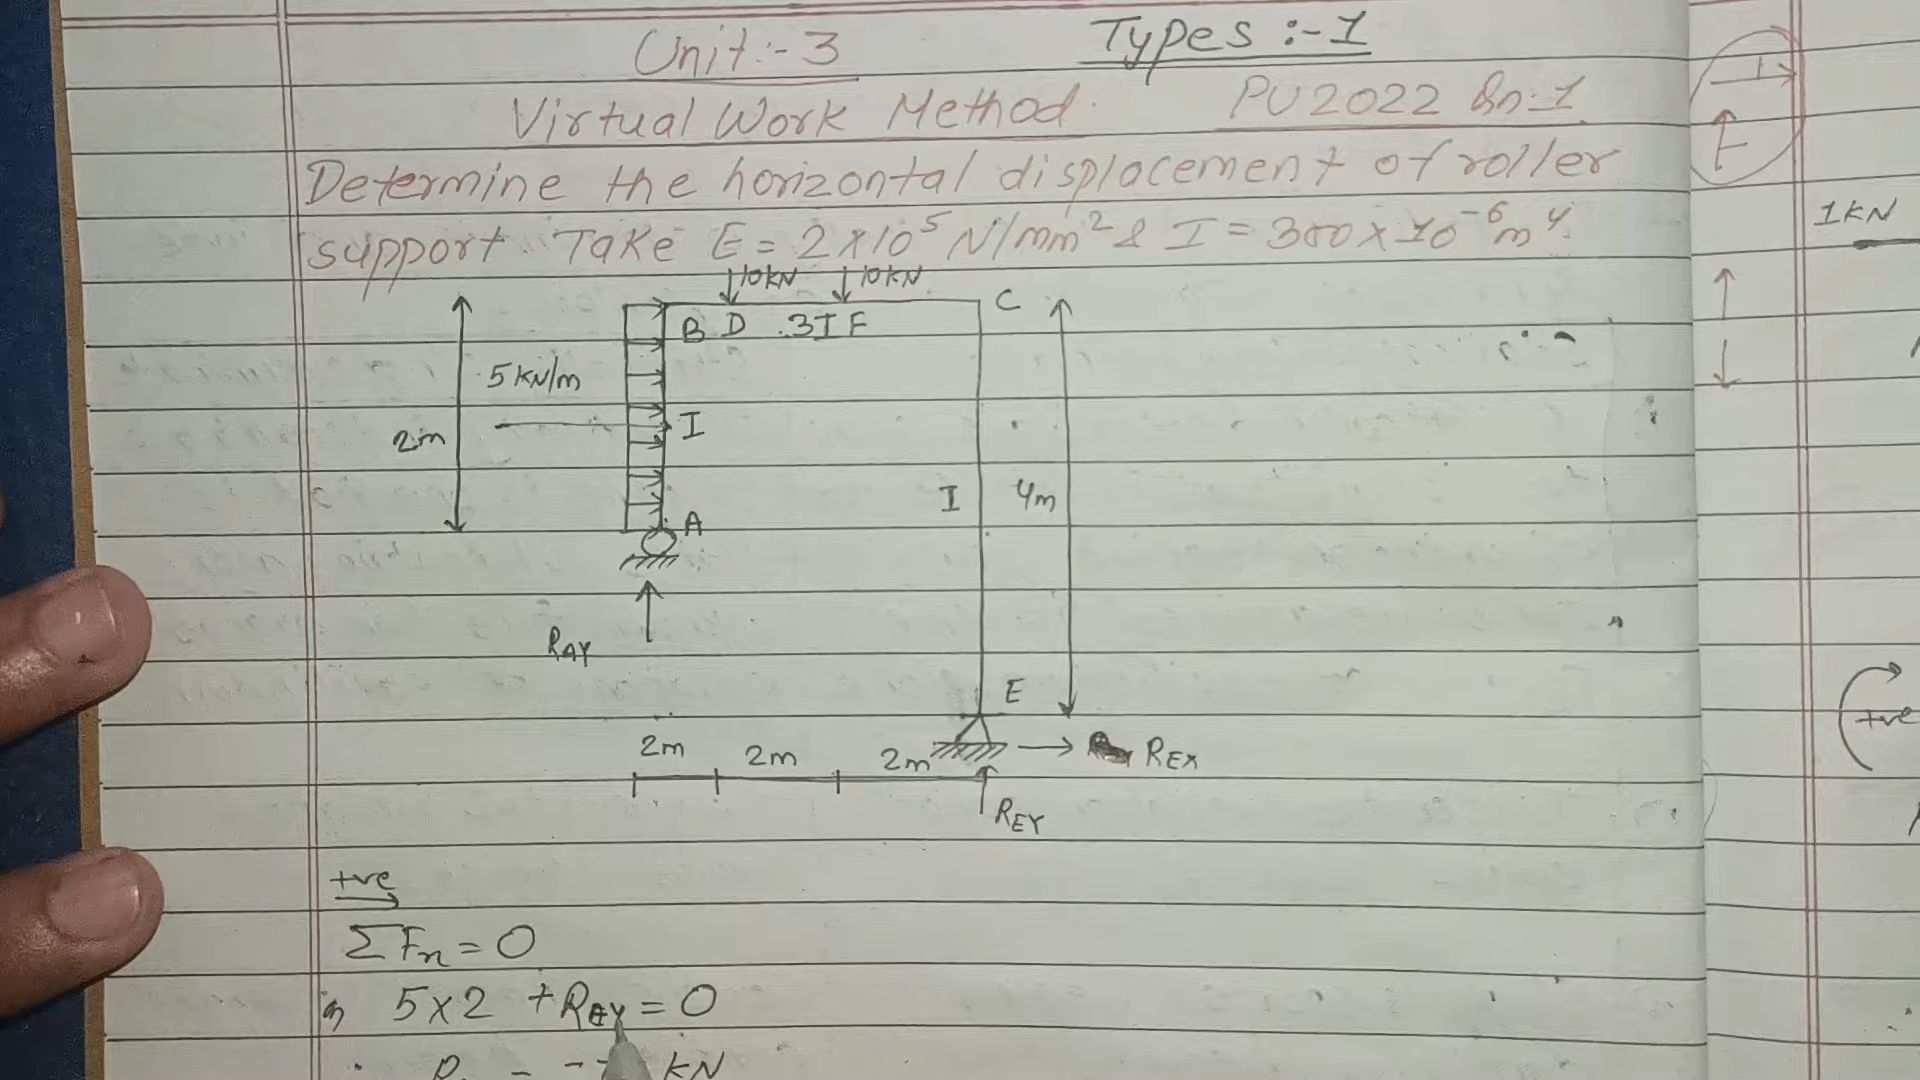 Unit:-3 Types:-1
Virtual Work Method. PU2022 Qn:1
Determine the horizontal displacement of roller
support. Take E = 2×10⁵ N/mm² & I = 300×10⁻⁶m⁴.
10KN 10KN
B D .3I F C
5KN/m
2m I
I 4m
A
RAY
E
2m 2m 2m
REX
REY
+ve
ΣFx = 0
5×2 + REX = 0
KN
1KN
+ve